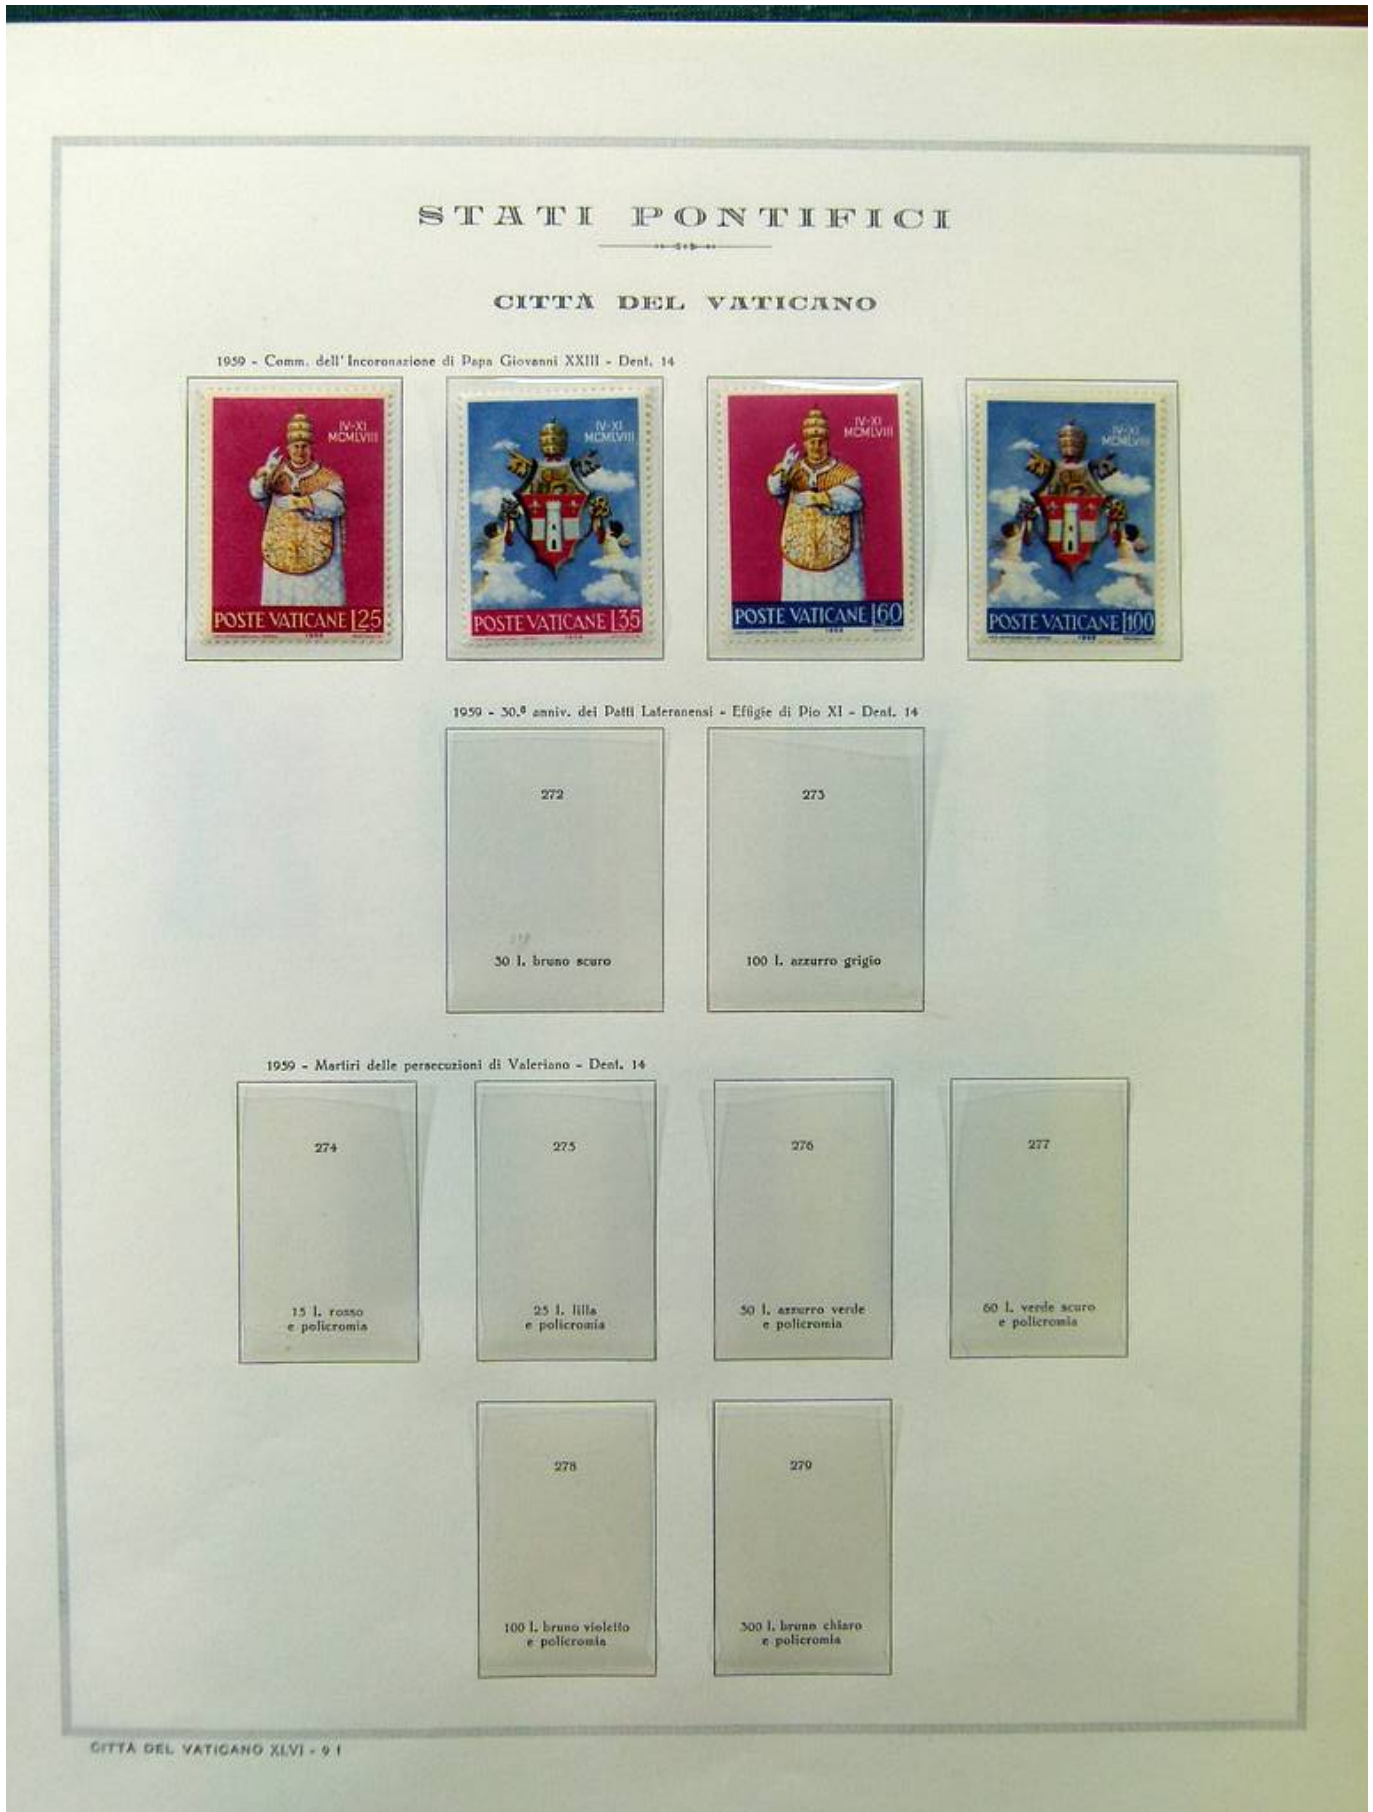 STATI PONTIFICI
CITTÀ DEL VATICANO
1959 - Comm. dell'Incoronazione di Papa Giovanni XXIII - Dent. 14
IV-XI
MCMLVIII
POSTE VATICANE L25
1959
IV-XI
MCMLVIII
POSTE VATICANE L35
1959
IV-XI
MCMLVIII
POSTE VATICANE L60
1959
IV-XI
MCMLVIII
POSTE VATICANE L100
1959
1959 - 30.º anniv. dei Patti Lateranensi - Effigie di Pio XI - Dent. 14
272
30 l. bruno scuro
273
100 l. azzurro grigio
1959 - Martiri delle persecuzioni di Valeriano - Dent. 14
274
15 l. rosso
e policromia
275
25 l. lilla
e policromia
276
50 l. azzurro verde
e policromia
277
60 l. verde scuro
e policromia
278
100 l. bruno violetto
e policromia
279
300 l. bruno chiaro
e policromia
CITTÀ DEL VATICANO XLVI - 9 f